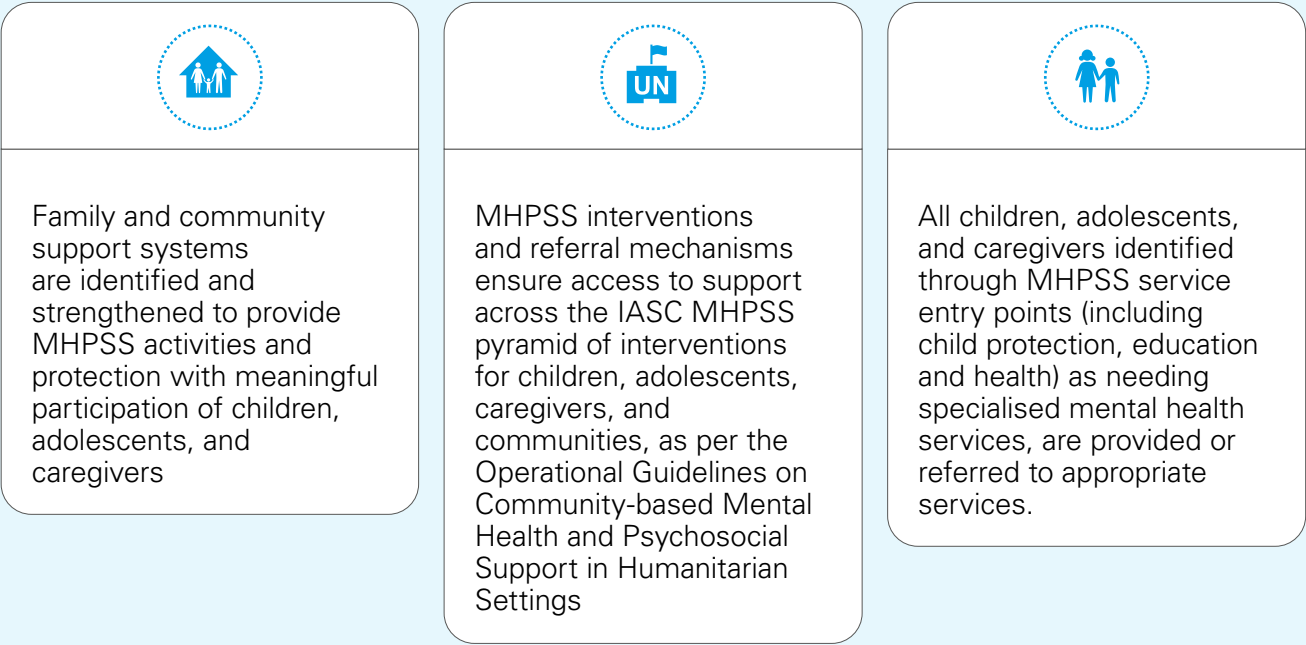 Family and community
support systems
are identified and
strengthened to provide
MHPSS activities and
protection with meaningful
participation of children,
adolescents, and
caregivers
UN
MHPSS interventions
and referral mechanisms
ensure access to support
across the IASC MHPSS
pyramid of interventions
for children, adolescents,
caregivers, and
communities, as per the
Operational Guidelines on
Community-based Mental
Health and Psychosocial
Support in Humanitarian
Settings
All children, adolescents,
and caregivers identified
through MHPSS service
entry points (including
child protection, education
and health) as needing
specialised mental health
services, are provided or
referred to appropriate
services.